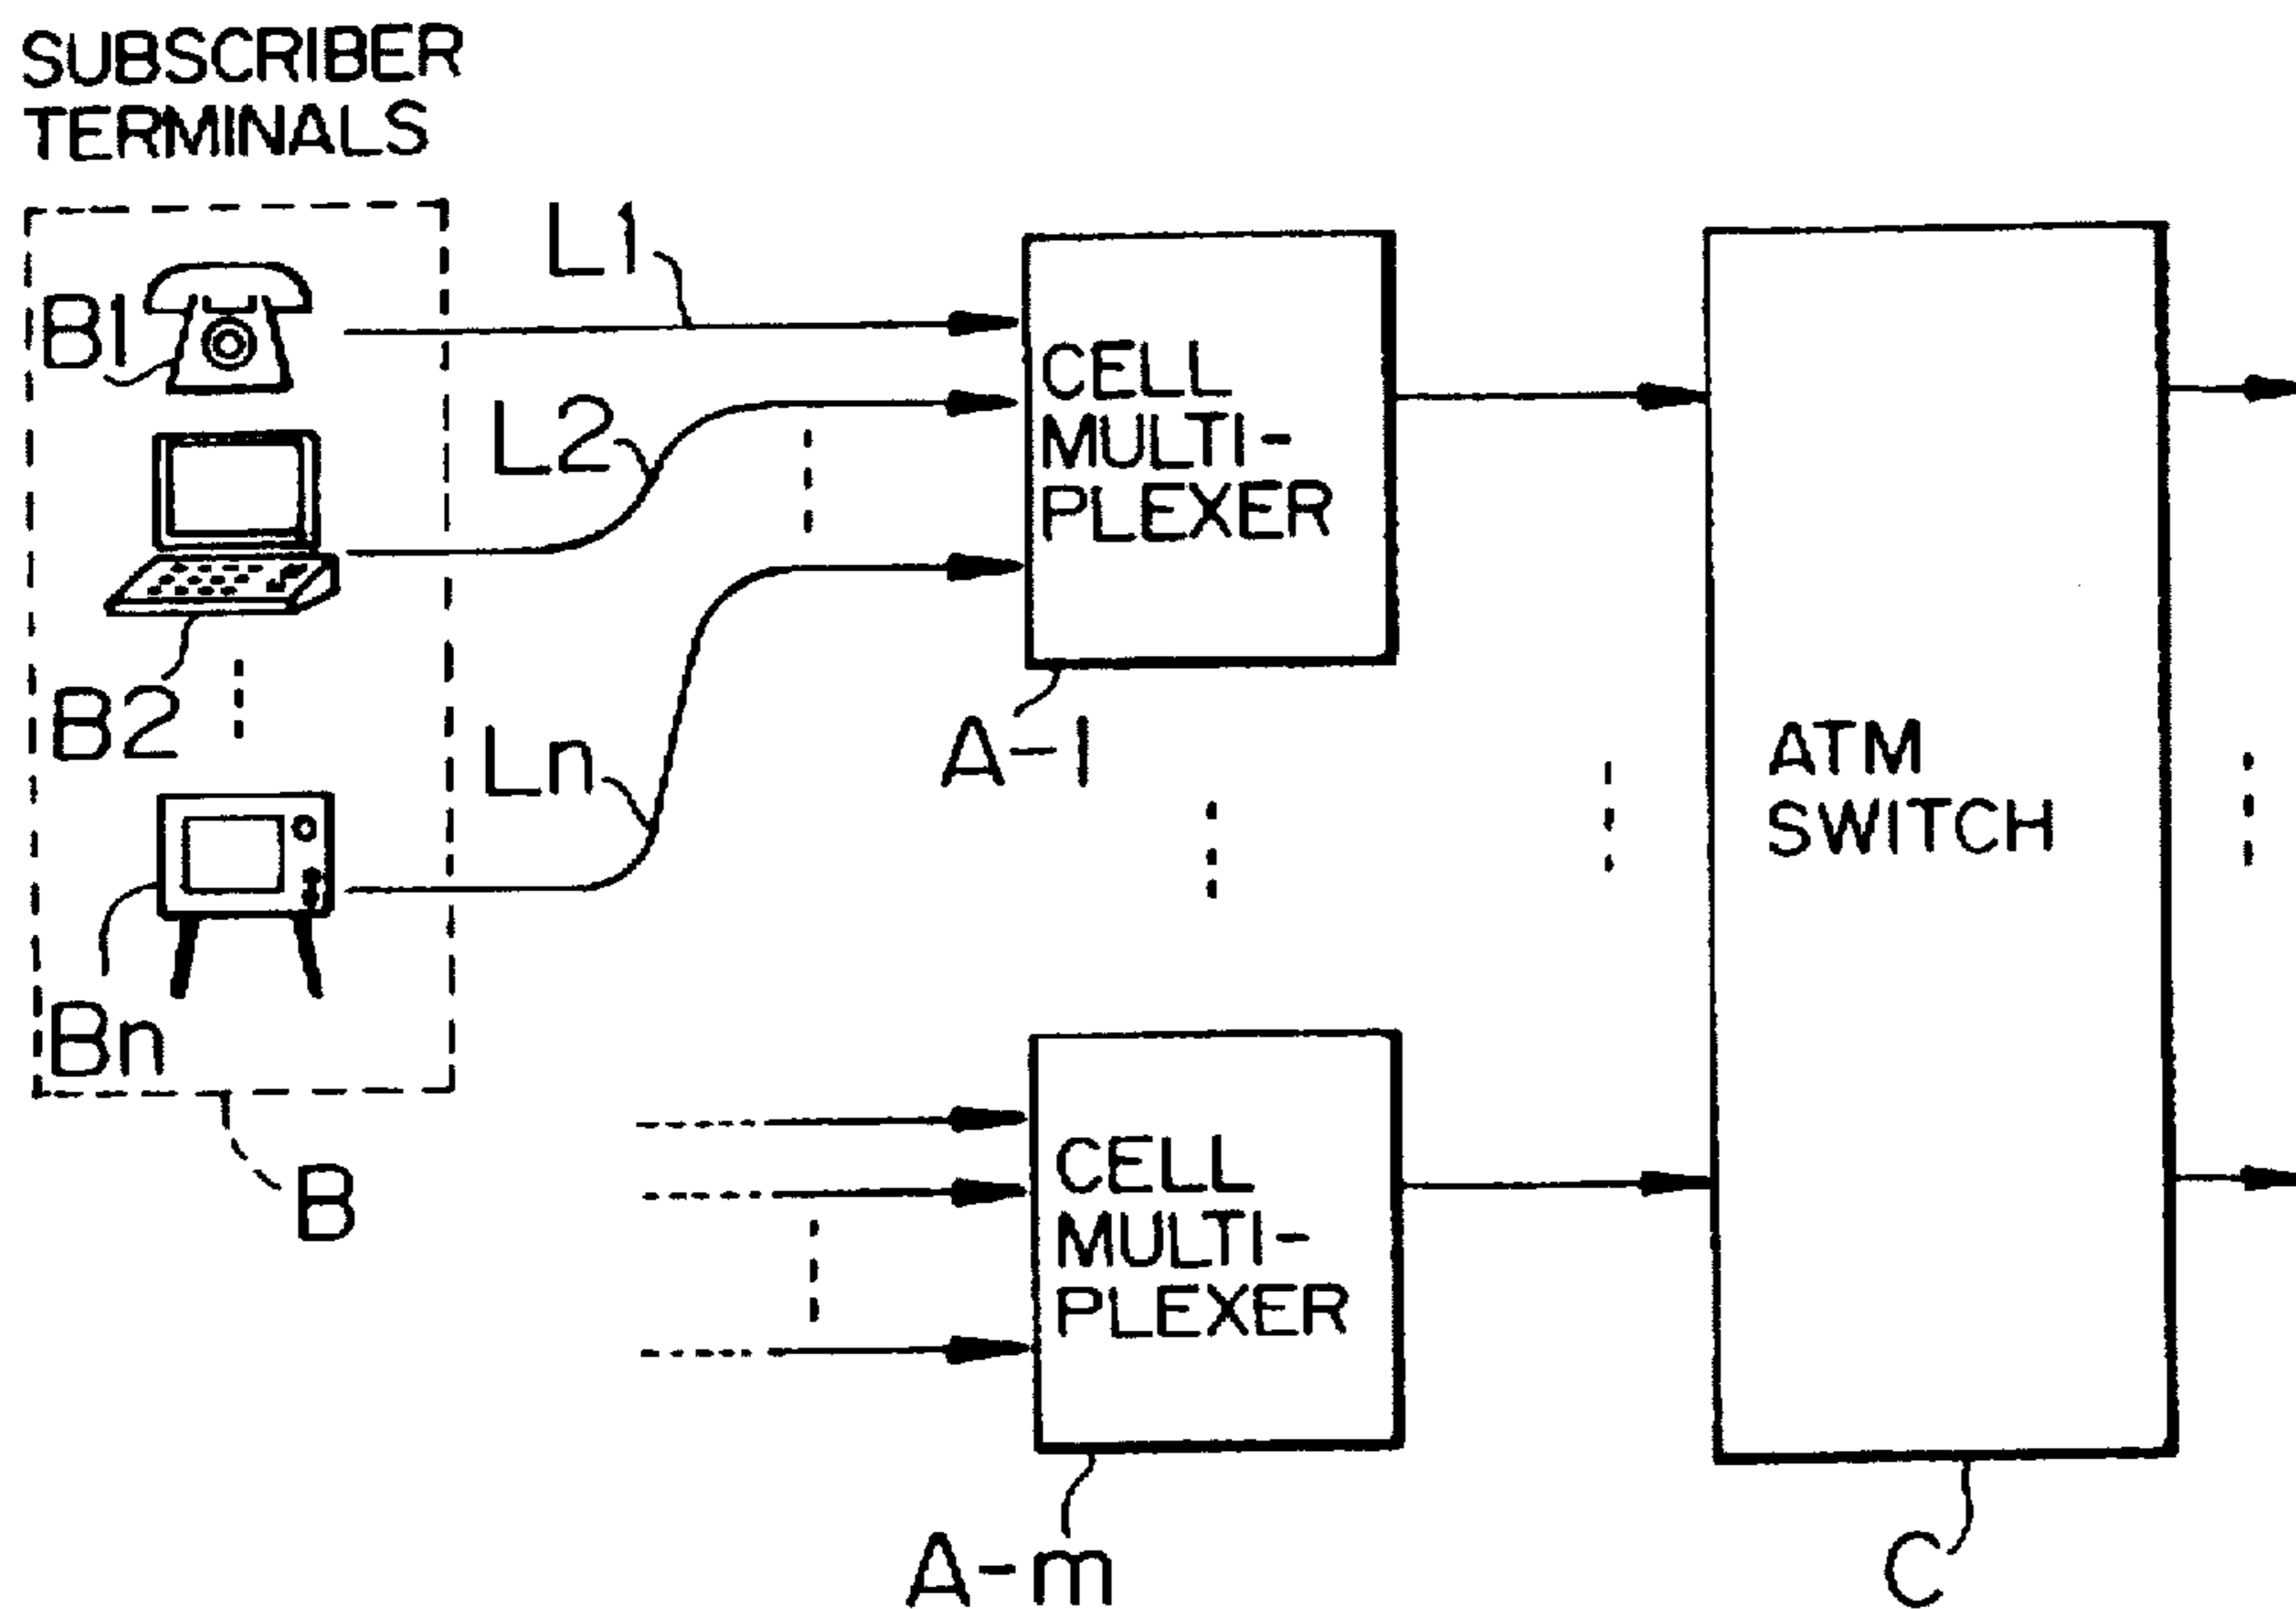 SUBSCRIBER
TERMINALS
L1
B1
CELL
MULTI-
PLEXER
L2
B2
A-1
Ln
ATM
SWITCH
Bn
B
CELL
MULTI-
PLEXER
A-m
C